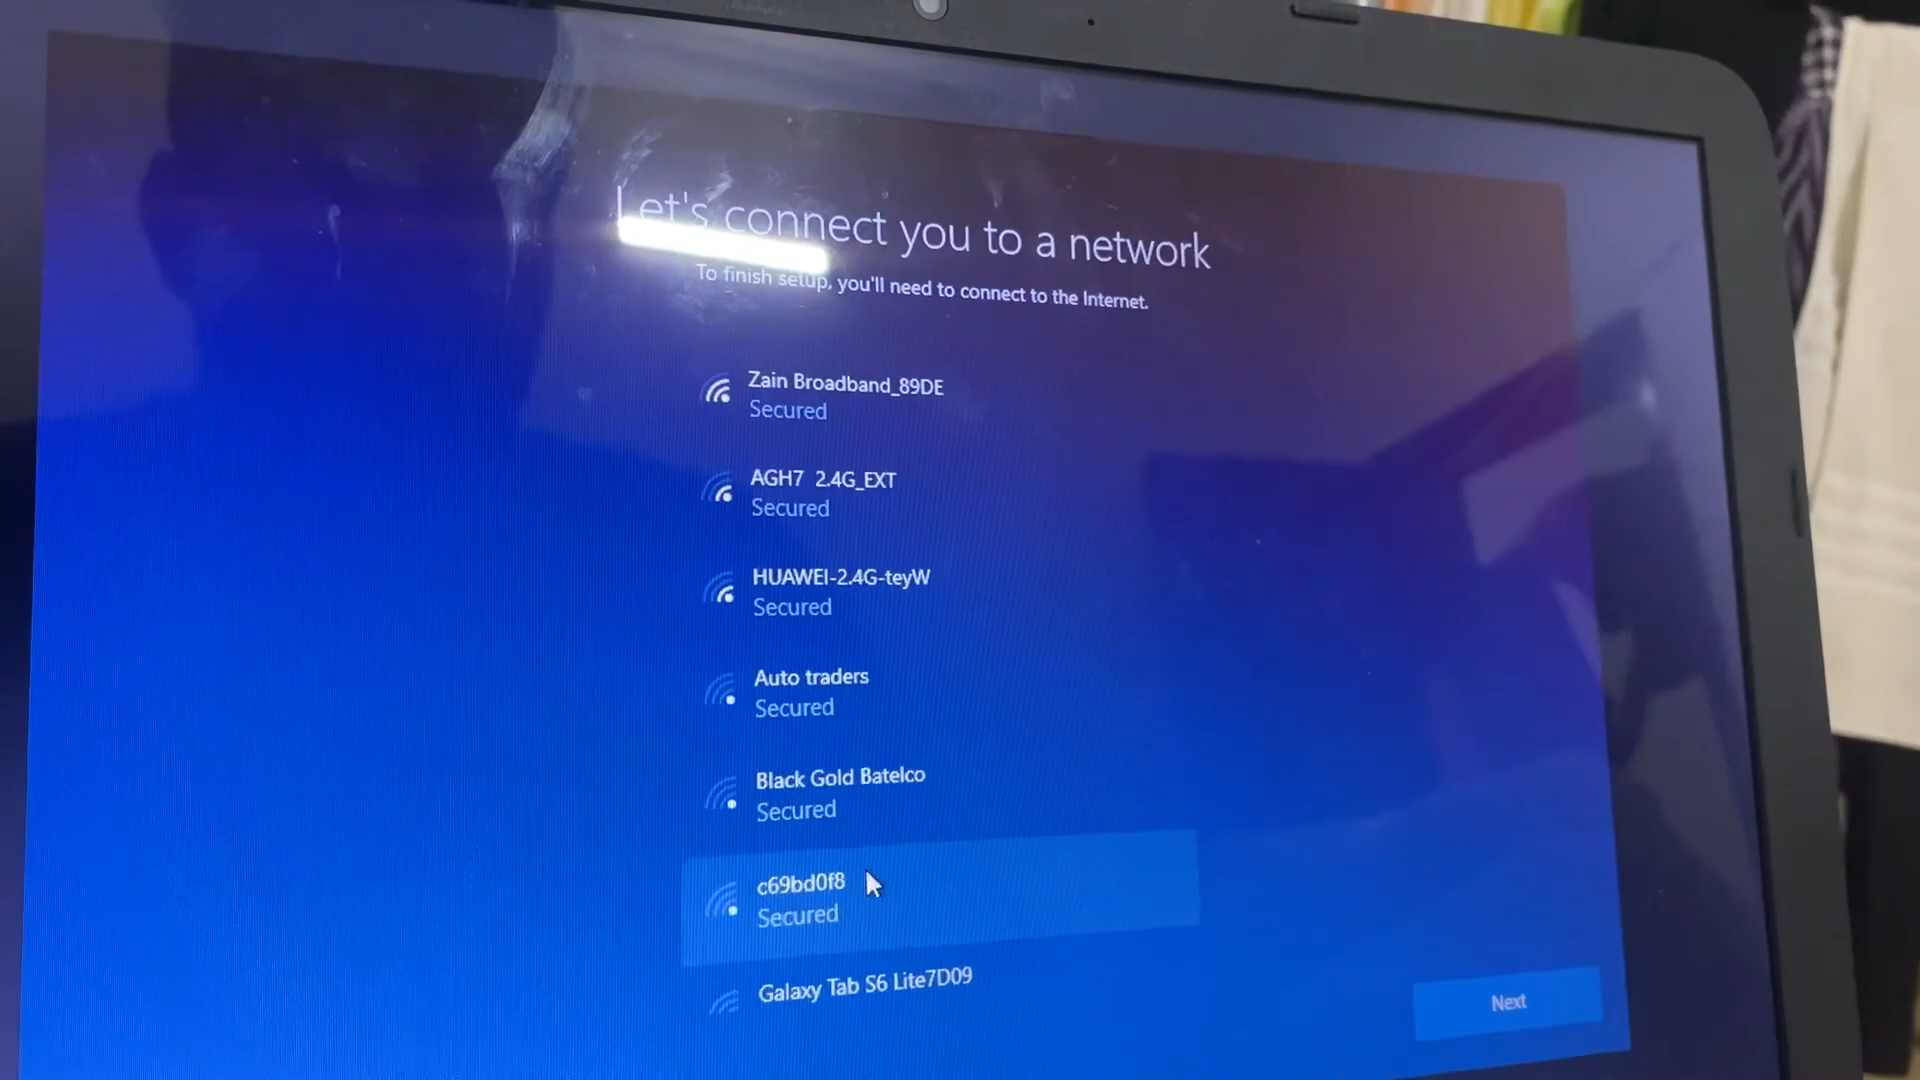 Let's connect you to a network
To finish setup, you'll need to connect to the Internet.
Zain Broadband_89DE
Secured
AGH7 2.4G_EXT
Secured
HUAWEI-2.4G-teyW
Secured
Auto traders
Secured
Black Gold Batelco
Secured
c69bd0f8
Secured
Galaxy Tab S6 Lite7D09
Next